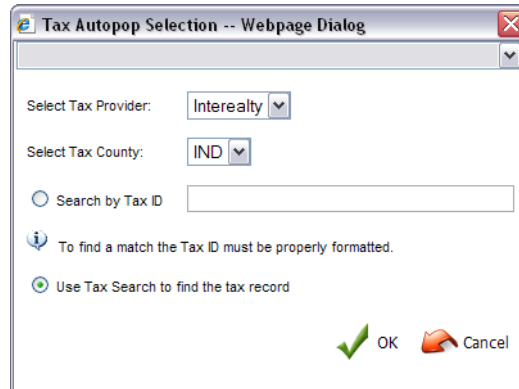 Tax Autopop Selection -- Webpage Dialog
Select Tax Provider: Interealty
Select Tax County: IND
Search by Tax ID
To find a match the Tax ID must be properly formatted.
Use Tax Search to find the tax record
OK Cancel